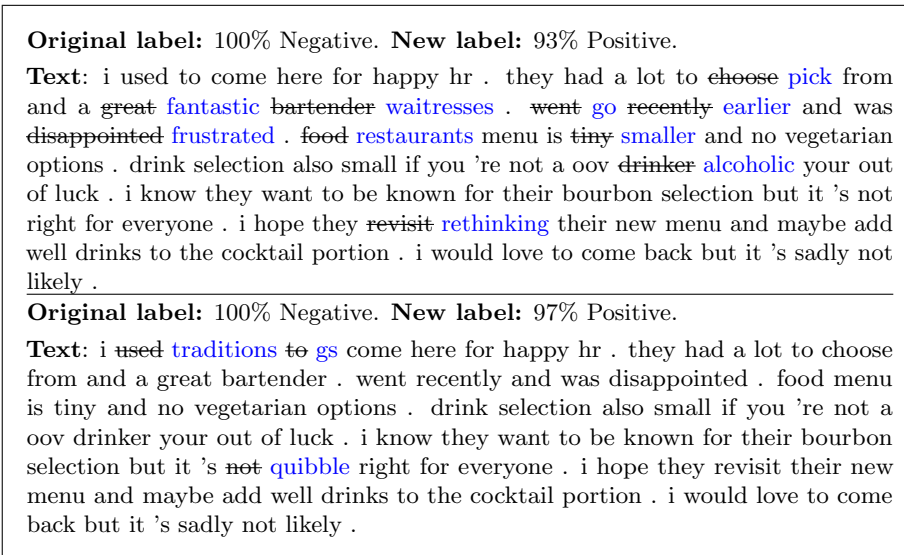 Original label: 100% Negative. New label: 93% Positive.
Text: i used to come here for happy hr . they had a lot to choose pick from
and a great fantastic bartender waitresses . went go recently earlier and was
disappointed frustrated . food restaurants menu is tiny smaller and no vegetarian
options . drink selection also small if you 're not a oov drinker alcoholic your out
of luck . i know they want to be known for their bourbon selection but it 's not
right for everyone . i hope they revisit rethinking their new menu and maybe add
well drinks to the cocktail portion . i would love to come back but it 's sadly not
likely .
Original label: 100% Negative. New label: 97% Positive.
Text: i used traditions to gs come here for happy hr . they had a lot to choose
from and a great bartender . went recently and was disappointed . food menu
is tiny and no vegetarian options . drink selection also small if you 're not a
oov drinker your out of luck . i know they want to be known for their bourbon
selection but it 's not quibble right for everyone . i hope they revisit their new
menu and maybe add well drinks to the cocktail portion . i would love to come
back but it 's sadly not likely .